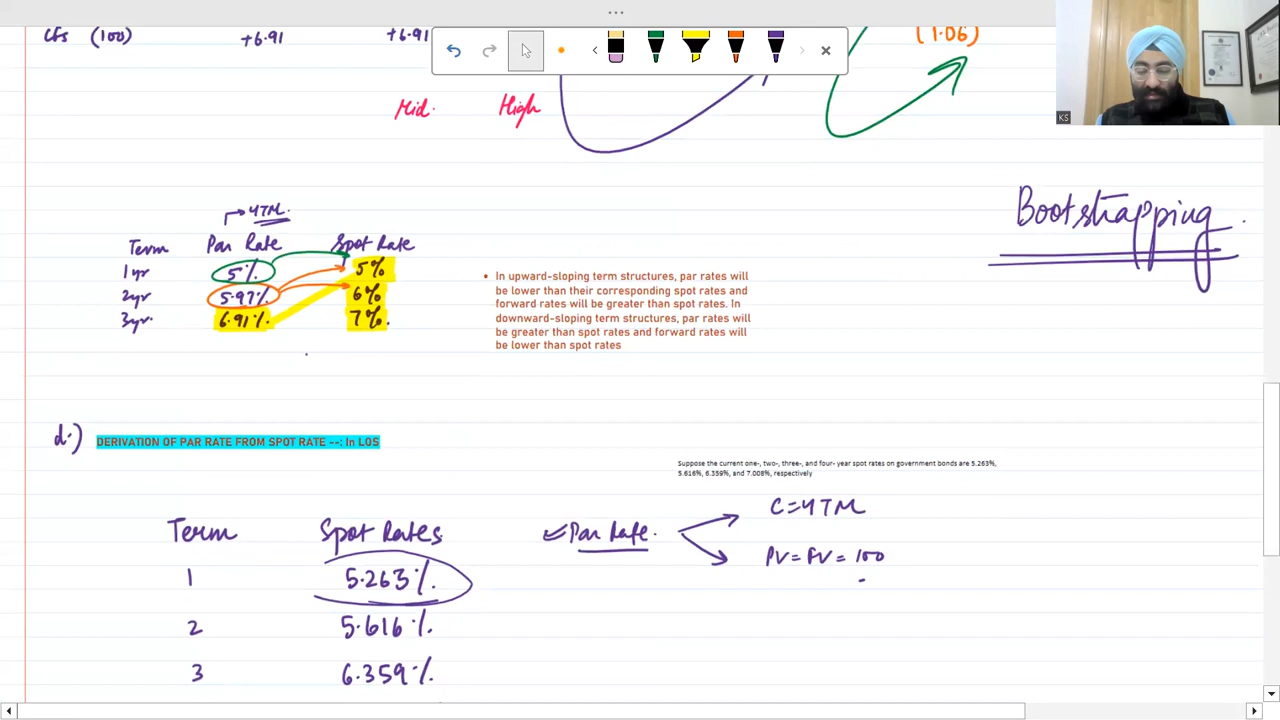 Cfs (100) +6.91 +6.91 (1.06)
Mid. High
Bootstrapping.
→ YTM.
Term Par Rate Spot Rate
1yr 5% 5%
2yr 5.97% 6%
3yr 6.91% 7%.
• In upward-sloping term structures, par rates will
be lower than their corresponding spot rates and
forward rates will be greater than spot rates. In
downward-sloping term structures, par rates will
be greater than spot rates and forward rates will
be lower than spot rates
d.) DERIVATION OF PAR RATE FROM SPOT RATE --: In LOS
Suppose the current one-, two-, three-, and four- year spot rates on government bonds are 5.263%,
5.616%, 6.359%, and 7.008%, respectively
Term Spot Rates ✓Par Rate. C=YTM
PV=FV=100
1 5.263%.
2 5.616%.
3 6.359%.
KS